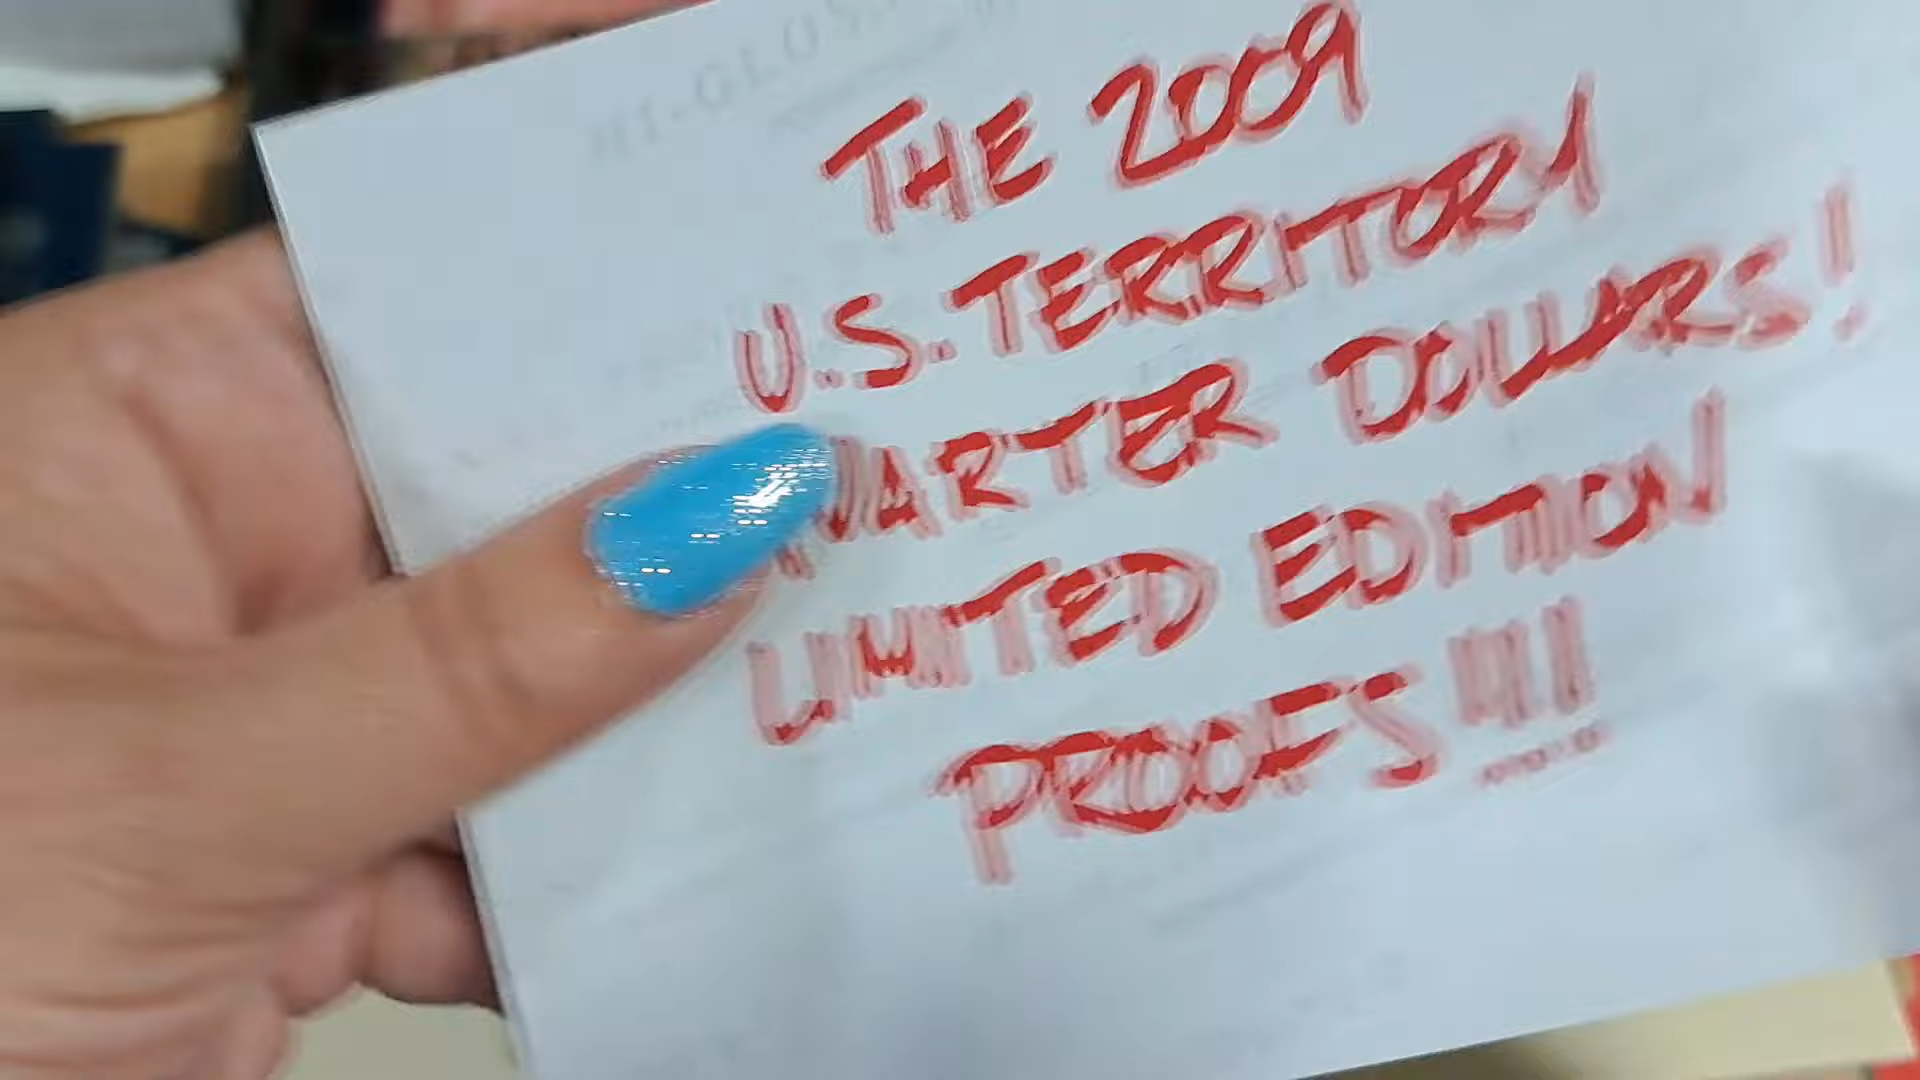 THE 2009
U.S. TERRITORY
QUARTER DOLLARS!
LIMITED EDITION
PROOFS!!!